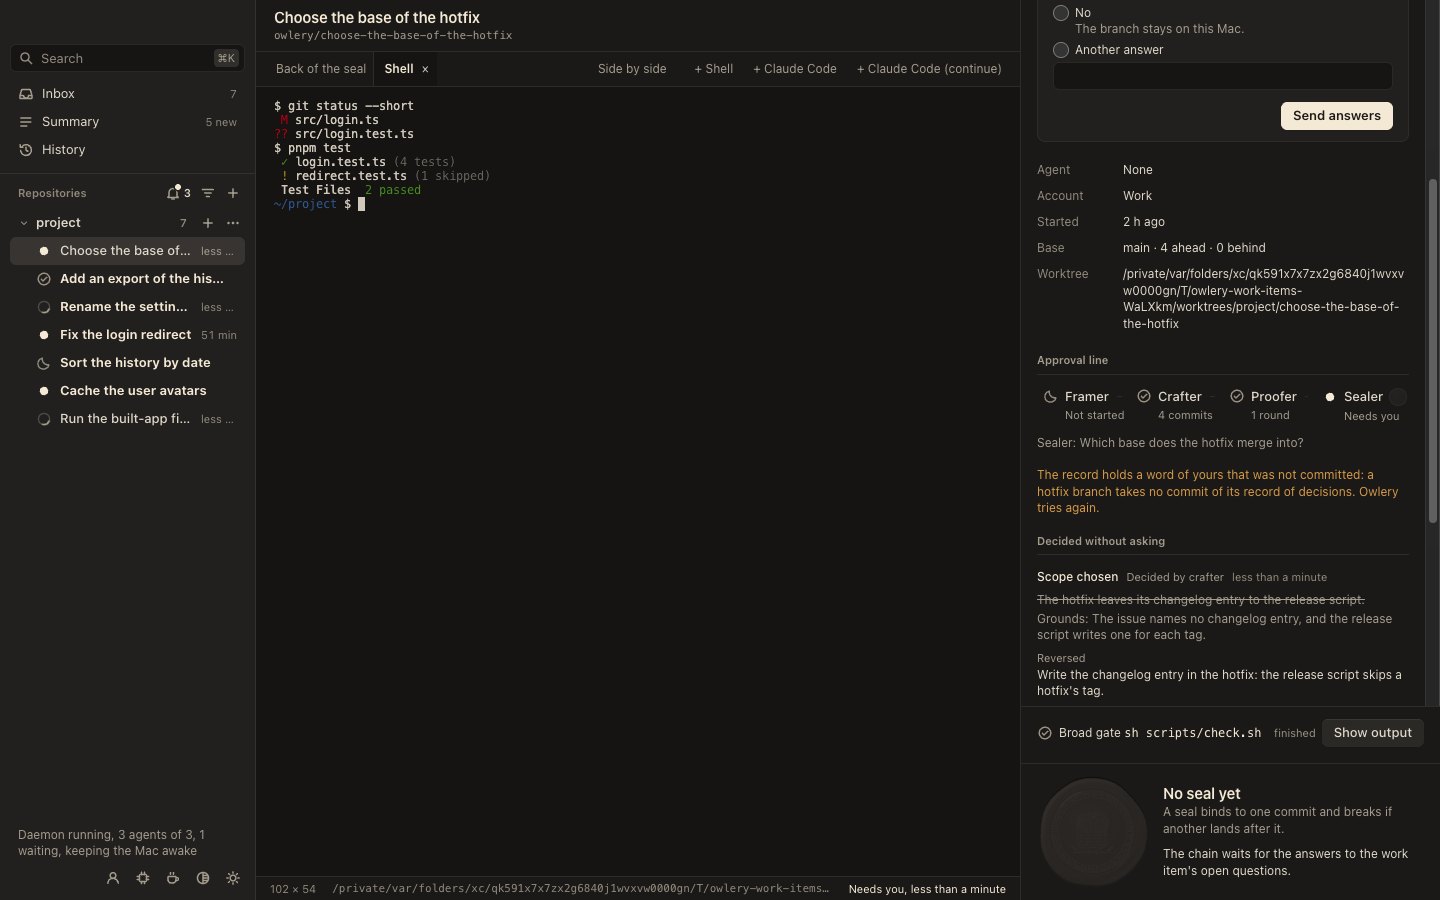 Search ⌘K
Inbox 7
Summary 5 new
History
Repositories 3
project 7
Choose the base of... less ...
Add an export of the his...
Rename the settin... less ...
Fix the login redirect 51 min
Sort the history by date
Cache the user avatars
Run the built-app fi... less ...
Daemon running, 3 agents of 3, 1
waiting, keeping the Mac awake
Choose the base of the hotfix
owlery/choose-the-base-of-the-hotfix
Back of the seal Shell × Side by side + Shell + Claude Code + Claude Code (continue)
$ git status --short
M src/login.ts
?? src/login.test.ts
$ pnpm test
✓ login.test.ts (4 tests)
! redirect.test.ts (1 skipped)
Test Files 2 passed
~/project $
102 × 54 /private/var/folders/xc/qk591x7x7zx2g6840j1wvxvw0000gn/T/owlery-work-items… Needs you, less than a minute
No
The branch stays on this Mac.
Another answer
Send answers
Agent None
Account Work
Started 2 h ago
Base main · 4 ahead · 0 behind
Worktree /private/var/folders/xc/qk591x7x7zx2g6840j1wvxv
w0000gn/T/owlery-work-items-
WaLXkm/worktrees/project/choose-the-base-of-
the-hotfix
Approval line
Framer Crafter Proofer Sealer
Not started 4 commits 1 round Needs you
Sealer: Which base does the hotfix merge into?
The record holds a word of yours that was not committed: a
hotfix branch takes no commit of its record of decisions. Owlery
tries again.
Decided without asking
Scope chosen Decided by crafter less than a minute
The hotfix leaves its changelog entry to the release script.
Grounds: The issue names no changelog entry, and the release
script writes one for each tag.
Reversed
Write the changelog entry in the hotfix: the release script skips a
hotfix's tag.
Broad gate sh scripts/check.sh finished Show output
No seal yet
A seal binds to one commit and breaks if
another lands after it.
The chain waits for the answers to the work
item's open questions.